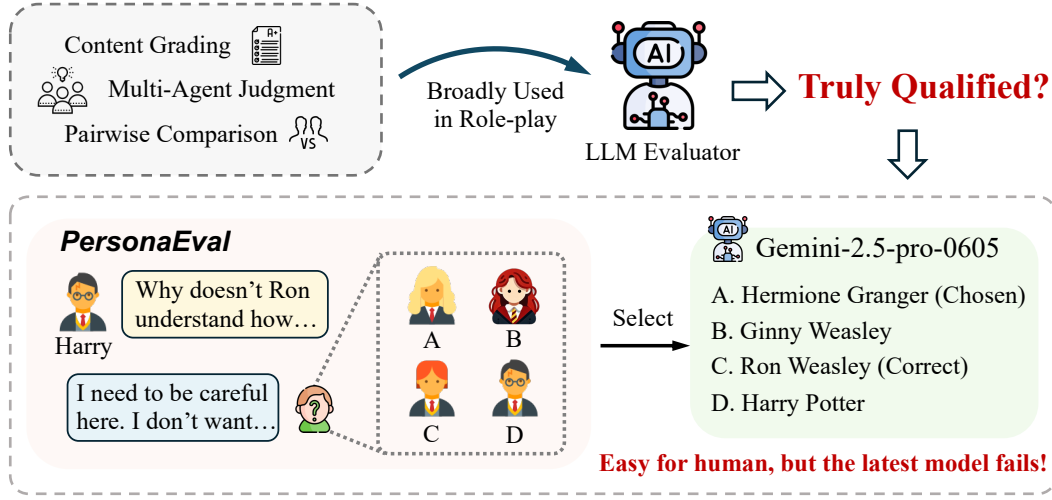 Content Grading
A+
Multi-Agent Judgment
Pairwise Comparison
VS
Broadly Used
in Role-play
AI
LLM Evaluator
Truly Qualified?
PersonaEval
Harry
Why doesn't Ron
understand how…
I need to be careful
here. I don't want…
?
A
B
C
D
Select
AI
Gemini-2.5-pro-0605
A. Hermione Granger (Chosen)
B. Ginny Weasley
C. Ron Weasley (Correct)
D. Harry Potter
Easy for human, but the latest model fails!